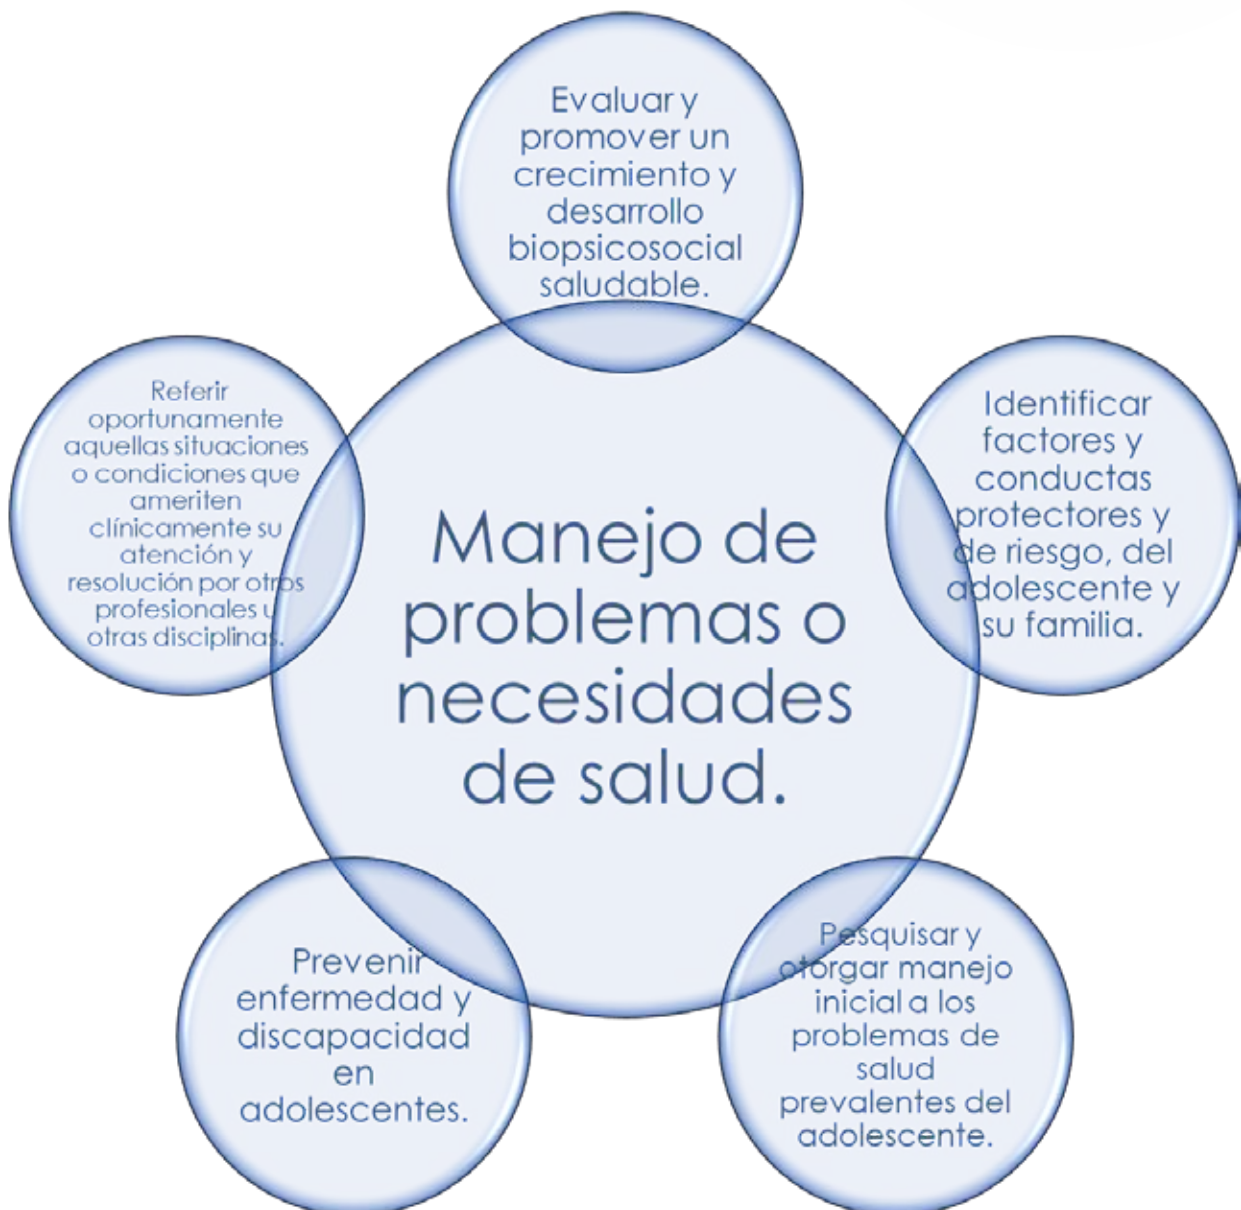 Evaluar y
promover un
crecimiento y
desarrollo
biopsicosocial
saludable.
Referir
oportunamente
aquellas situaciones
o condiciones que
ameriten
clínicamente su
atención y
resolución por otros
profesionales u
otras disciplinas.
Manejo de
problemas o
necesidades
de salud.
Identificar
factores y
conductas
protectores y
de riesgo, del
adolescente y
su familia.
Prevenir
enfermedad y
discapacidad
en
adolescentes.
Pesquisar y
otorgar manejo
inicial a los
problemas de
salud
prevalentes del
adolescente.